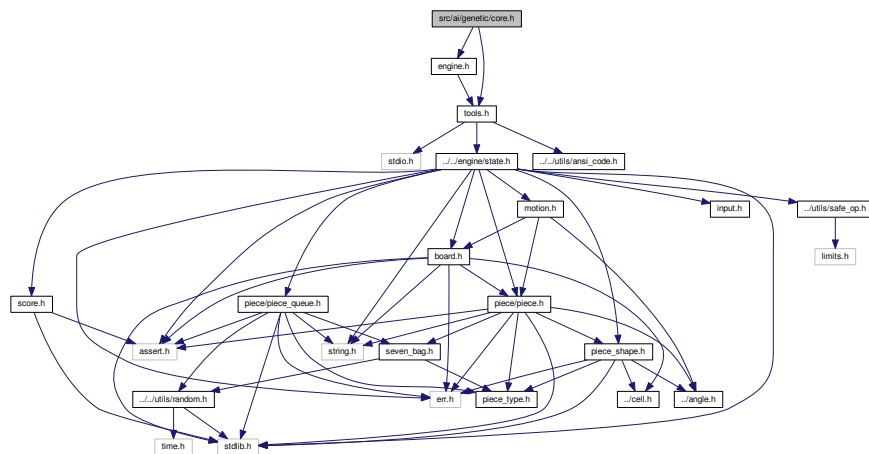 src/ai/genetic/core.h
engine.h
tools.h
stdio.h
../../engine/state.h
../../utils/ansi_code.h
motion.h
input.h
../utils/safe_op.h
board.h
limits.h
score.h
piece/piece_queue.h
piece/piece.h
assert.h
string.h
seven_bag.h
piece_shape.h
../../utils/random.h
err.h
piece_type.h
../cell.h
../angle.h
time.h
stdlib.h